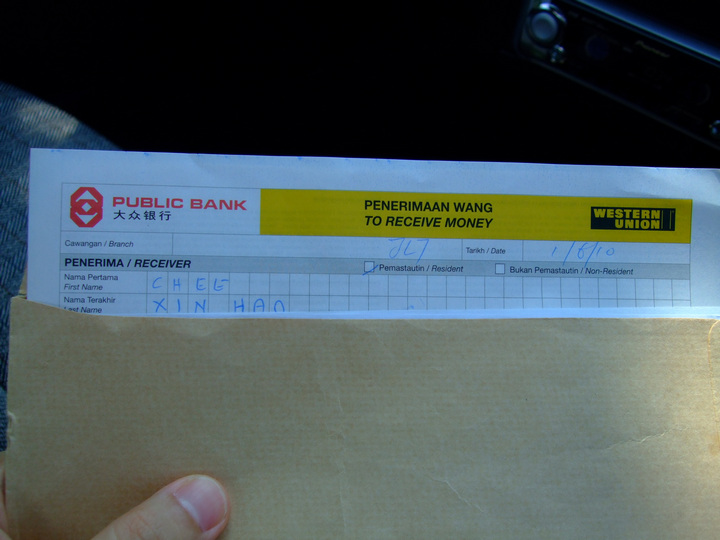 PUBLIC BANK
大众银行
PENERIMAAN WANG
TO RECEIVE MONEY
WESTERN UNION
Cawangan / Branch
Tarikh / Date 1/6/10
PENERIMA / RECEIVER
Pemastautin / Resident
Bukan Pemastautin / Non-Resident
Nama Pertama
First Name
CHEE
Nama Terakhir
Last Name
XIN HAO
Pioneer